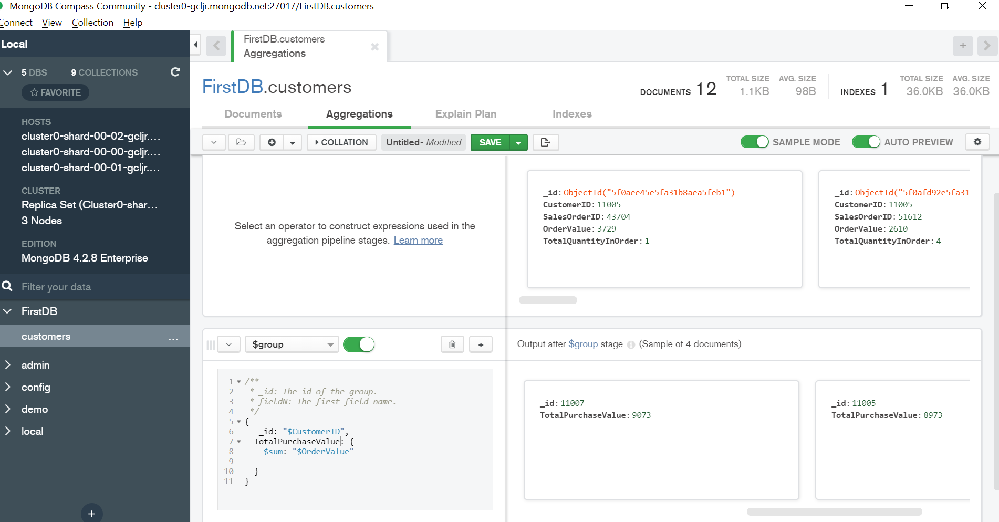 MongoDB Compass Community - cluster0-gcljr.mongodb.net:27017/FirstDB.customers
Connect View Collection Help
Local
5 DBS 9 COLLECTIONS
FAVORITE
HOSTS
cluster0-shard-00-02-gcljr....
cluster0-shard-00-00-gcljr....
cluster0-shard-00-01-gcljr....
CLUSTER
Replica Set (Cluster0-shar...
3 Nodes
EDITION
MongoDB 4.2.8 Enterprise
Filter your data
FirstDB
customers ...
admin
config
demo
local
+
FirstDB.customers
Aggregations
FirstDB.customers
DOCUMENTS 12 TOTAL SIZE 1.1KB AVG. SIZE 98B INDEXES 1 TOTAL SIZE 36.0KB AVG. SIZE 36.0KB
Documents Aggregations Explain Plan Indexes
COLLATION Untitled- Modified SAVE SAMPLE MODE AUTO PREVIEW
Select an operator to construct expressions used in the
aggregation pipeline stages. Learn more
_id: ObjectId("5f0aee45e5fa31b8aea5feb1")
CustomerID: 11005
SalesOrderID: 43704
OrderValue: 3729
TotalQuantityInOrder: 1
_id: ObjectId("5f0afd92e5fa31
CustomerID: 11005
SalesOrderID: 51612
OrderValue: 2610
TotalQuantityInOrder: 4
$group
Output after $group stage (Sample of 4 documents)
1 /**
2 * _id: The id of the group.
3 * fieldN: The first field name.
4 */
5 {
6 _id: "$CustomerID",
7 TotalPurchaseValue: {
8 $sum: "$OrderValue"
9
10 }
11 }
_id: 11007
TotalPurchaseValue: 9073
_id: 11005
TotalPurchaseValue: 8973